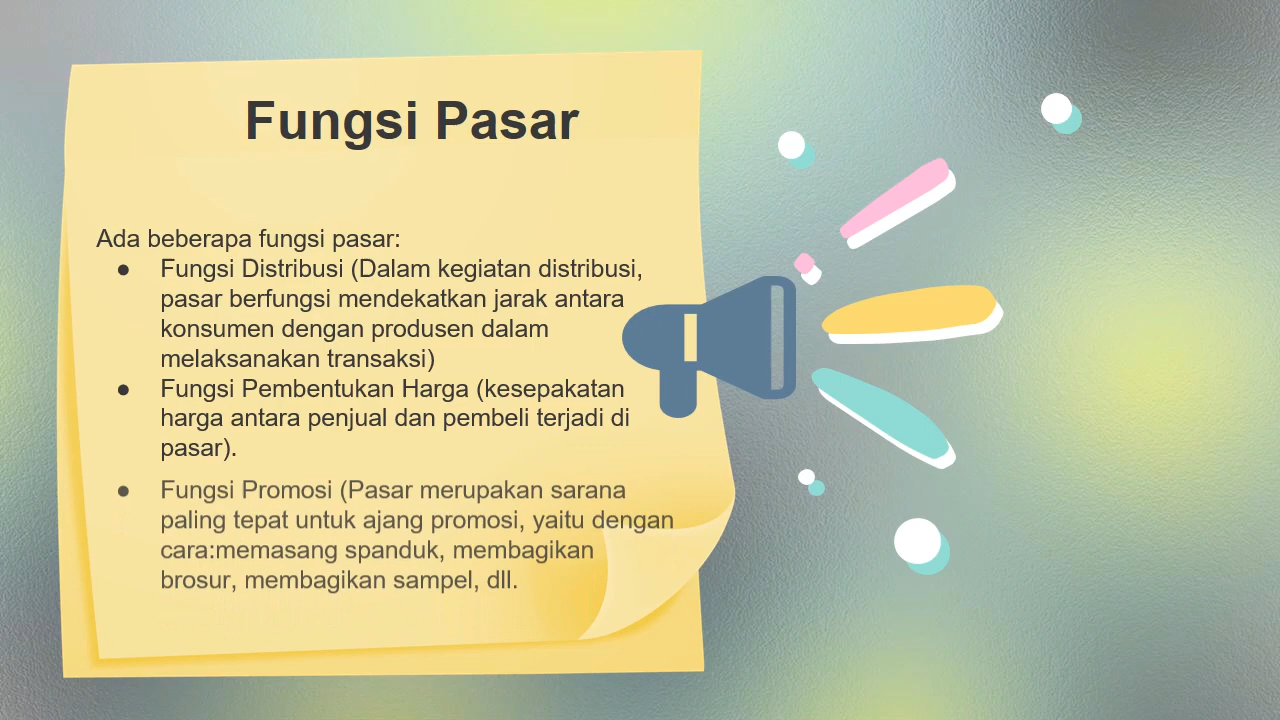 Fungsi Pasar
Ada beberapa fungsi pasar:
● Fungsi Distribusi (Dalam kegiatan distribusi,
pasar berfungsi mendekatkan jarak antara
konsumen dengan produsen dalam
melaksanakan transaksi)
● Fungsi Pembentukan Harga (kesepakatan
harga antara penjual dan pembeli terjadi di
pasar).
● Fungsi Promosi (Pasar merupakan sarana
paling tepat untuk ajang promosi, yaitu dengan
cara:memasang spanduk, membagikan
brosur, membagikan sampel, dll.